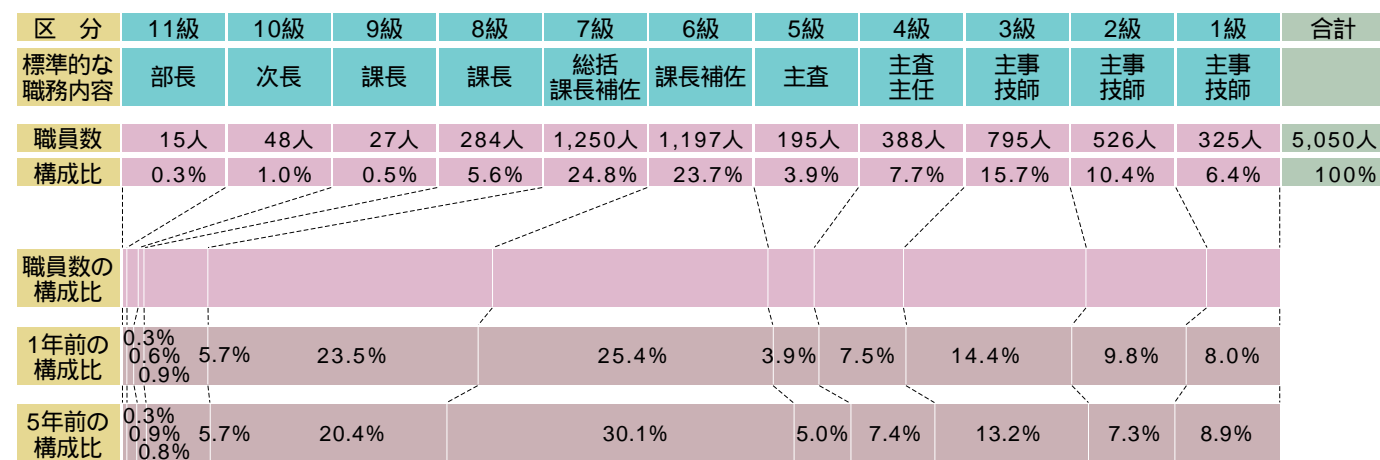 区 分 11級 10級 9級 8級 7級 6級 5級 4級 3級 2級 1級 合計
標準的な職務内容 部長 次長 課長 課長 総括課長補佐 課長補佐 主査 主査主任 主事技師 主事技師 主事技師
職員数 15人 48人 27人 284人 1,250人 1,197人 195人 388人 795人 526人 325人 5,050人
構成比 0.3% 1.0% 0.5% 5.6% 24.8% 23.7% 3.9% 7.7% 15.7% 10.4% 6.4% 100%
職員数の
構成比
1年前の
構成比
0.3%
0.6%
0.9%
5.7% 23.5% 25.4% 3.9% 7.5% 14.4% 9.8% 8.0%
5年前の
構成比
0.3%
0.9%
0.8%
5.7% 20.4% 30.1% 5.0% 7.4% 13.2% 7.3% 8.9%